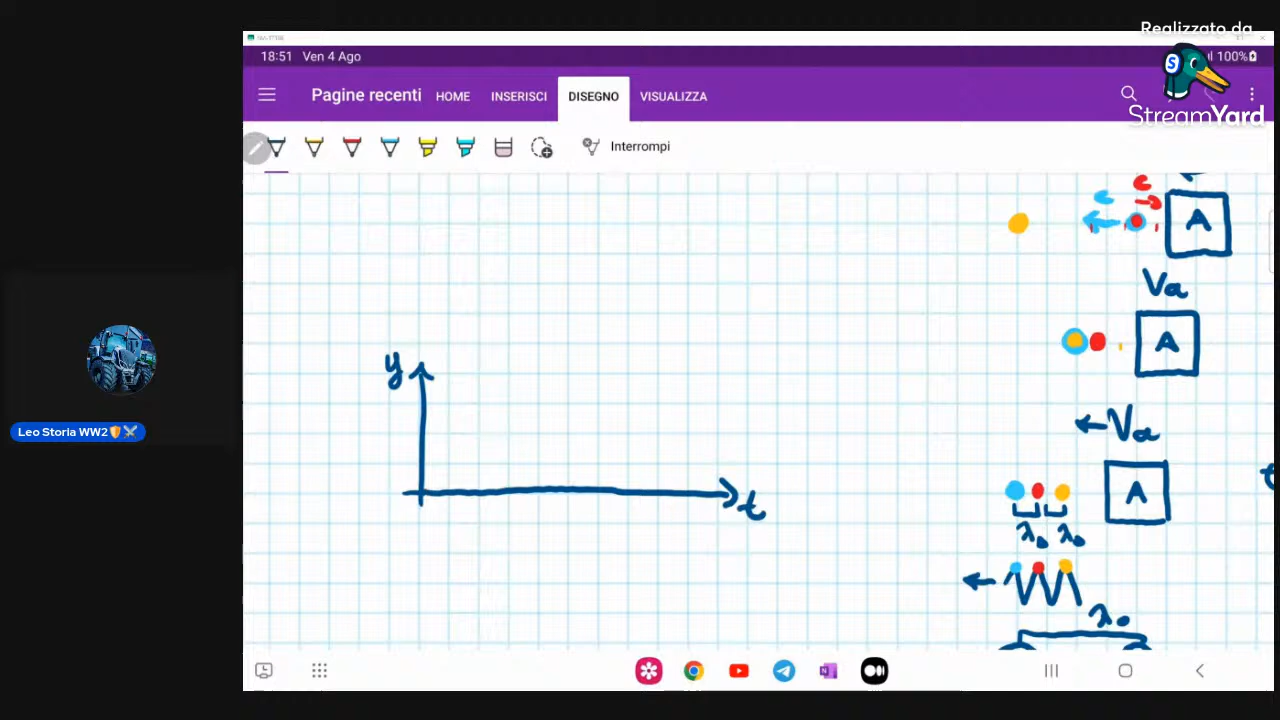 Realizzato da
StreamYard
18:51 Ven 4 Ago
100%
Pagine recenti HOME INSERISCI DISEGNO VISUALIZZA
Interrompi
c c
A
Va
y
A
Va
t
A
λ₀ λ₀
λ₀
Leo Storia WW2🛡️⚔️